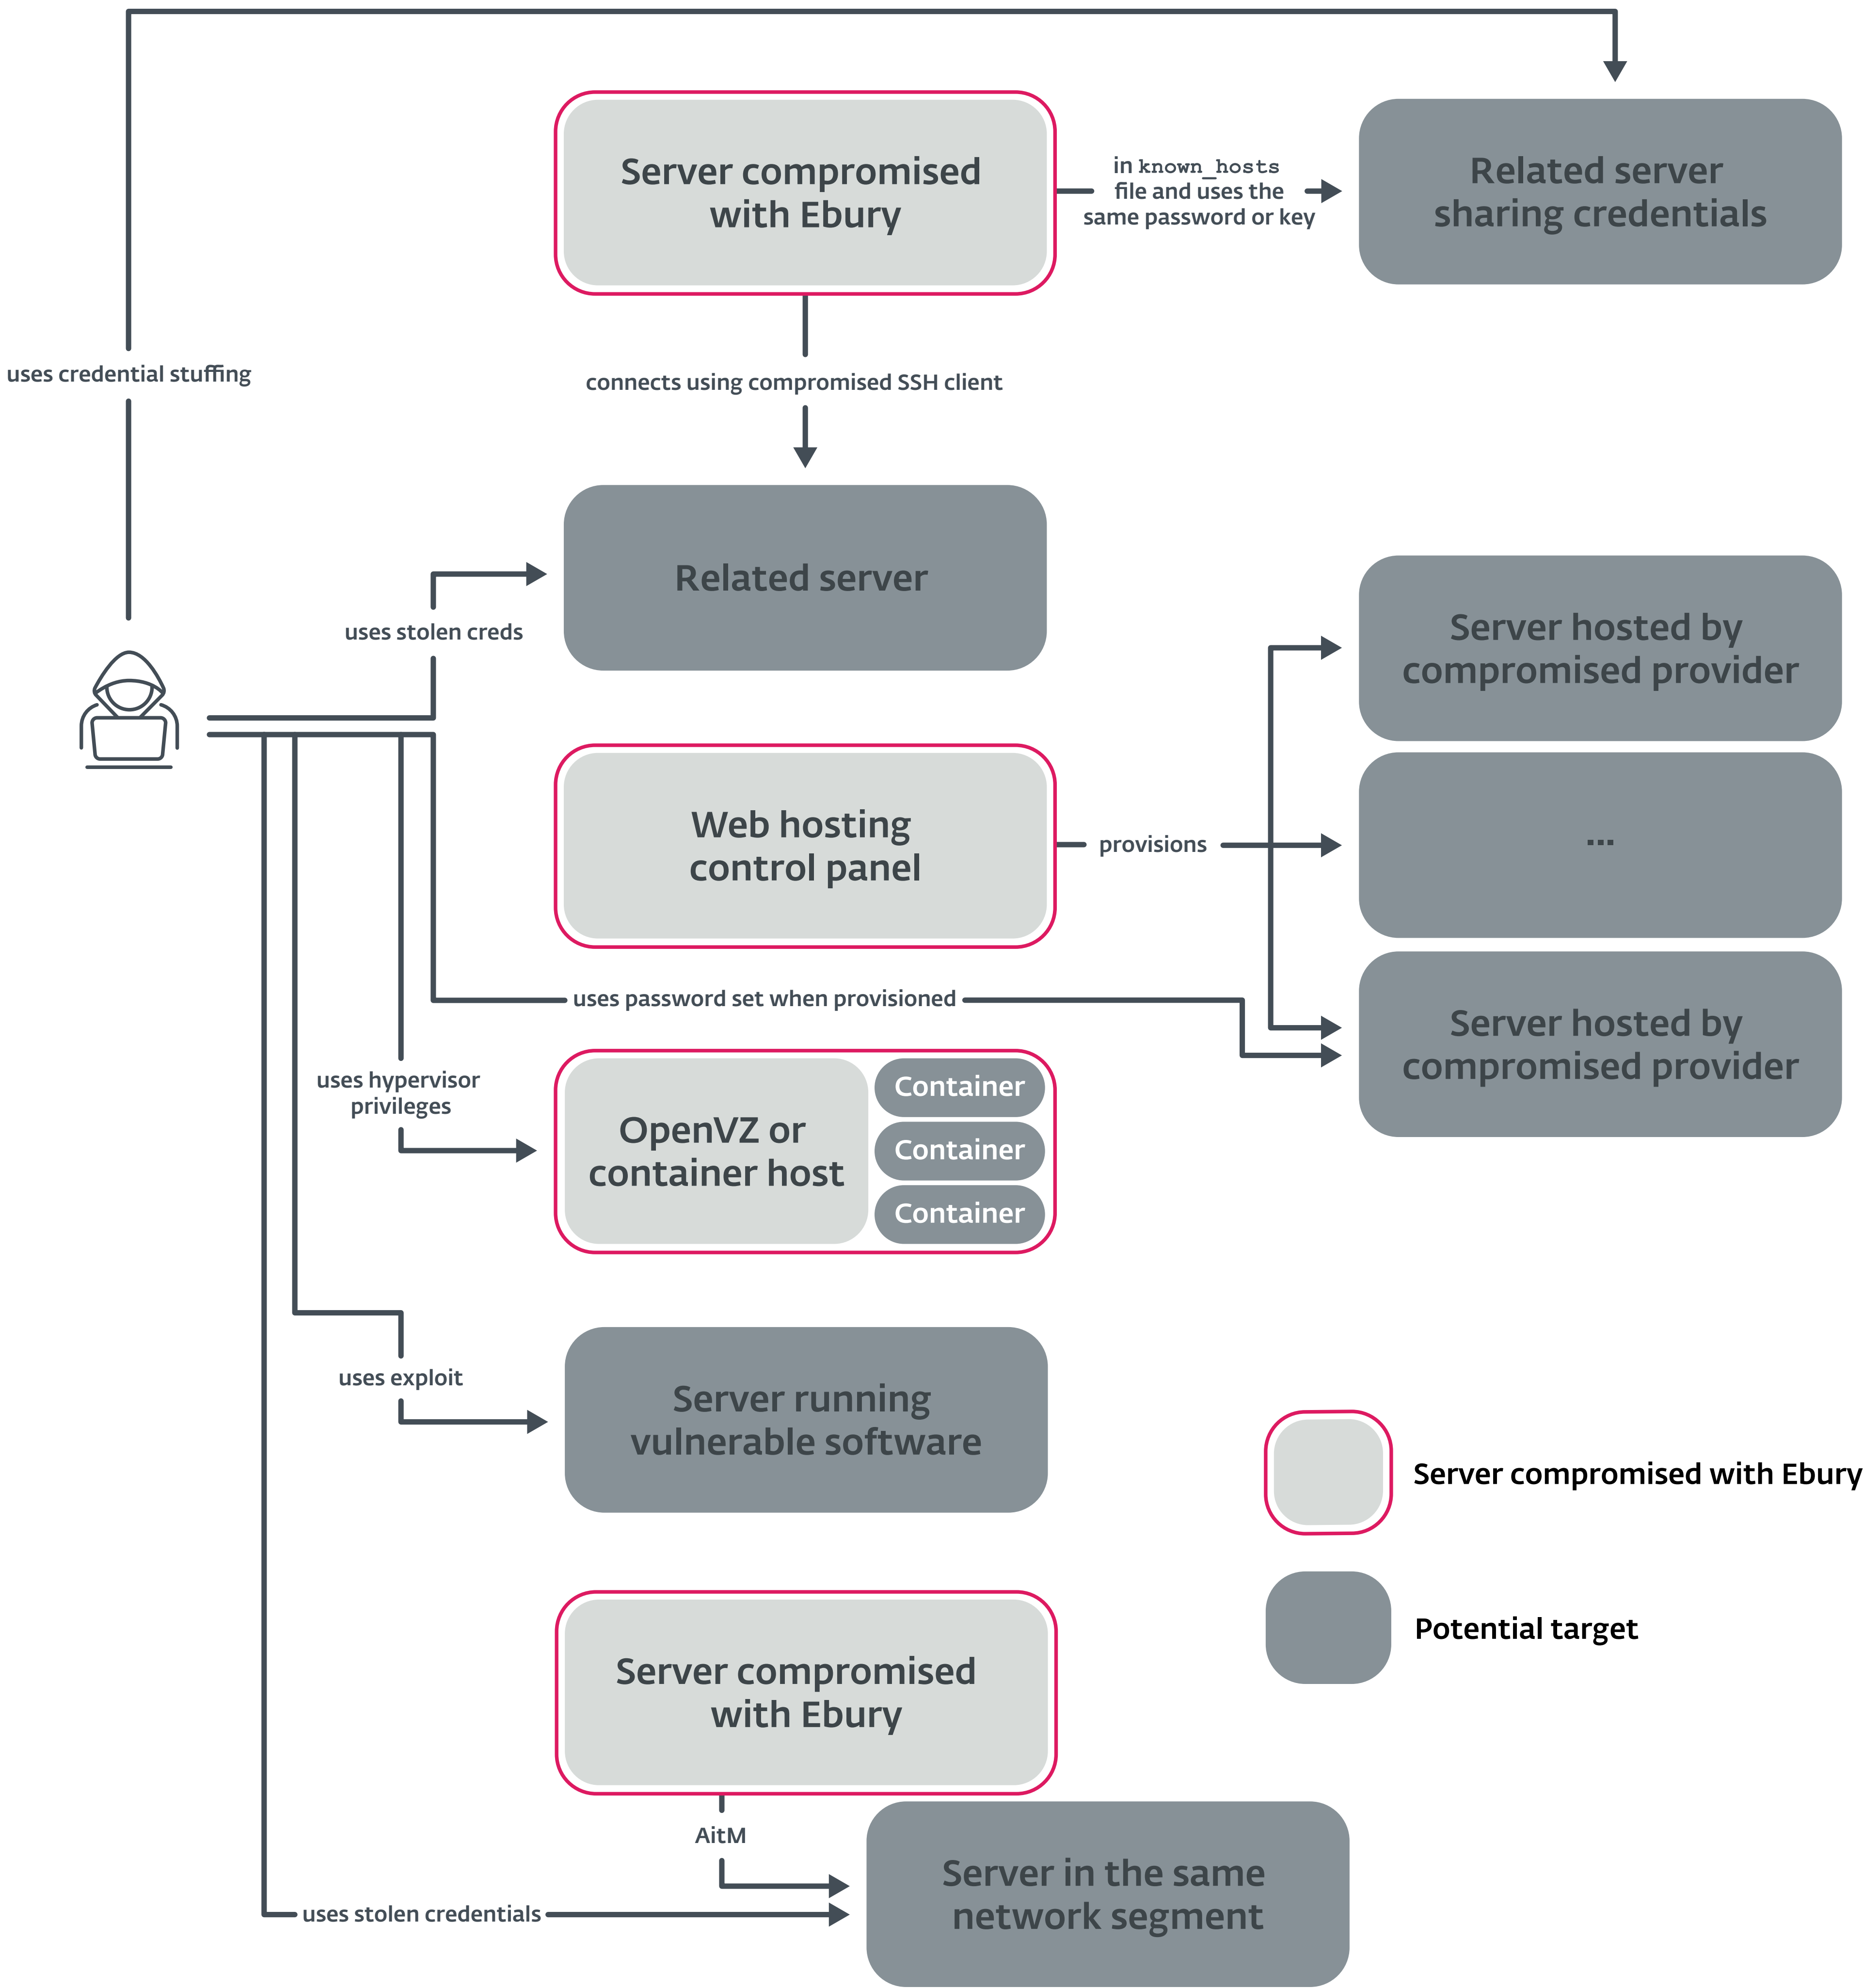 Server compromised
with Ebury
in known_hosts
file and uses the
same password or key
Related server
sharing credentials
uses credential stuffing
connects using compromised SSH client
Related server
uses stolen creds
Server hosted by
compromised provider
Web hosting
control panel
provisions
...
uses password set when provisioned
Server hosted by
compromised provider
uses hypervisor
privileges
OpenVZ or
container host
Container
Container
Container
uses exploit
Server running
vulnerable software
Server compromised with Ebury
Potential target
Server compromised
with Ebury
AitM
Server in the same
network segment
uses stolen credentials